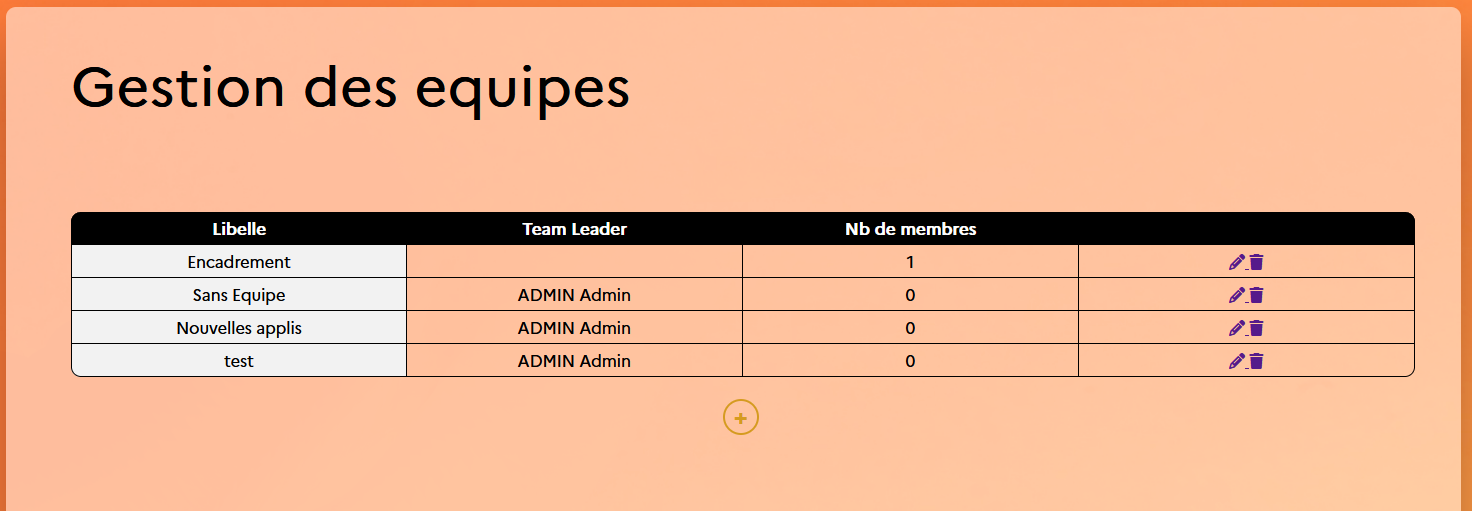 Gestion des equipes
Libelle Team Leader Nb de membres
Encadrement 1
Sans Equipe ADMIN Admin 0
Nouvelles applis ADMIN Admin 0
test ADMIN Admin 0
+